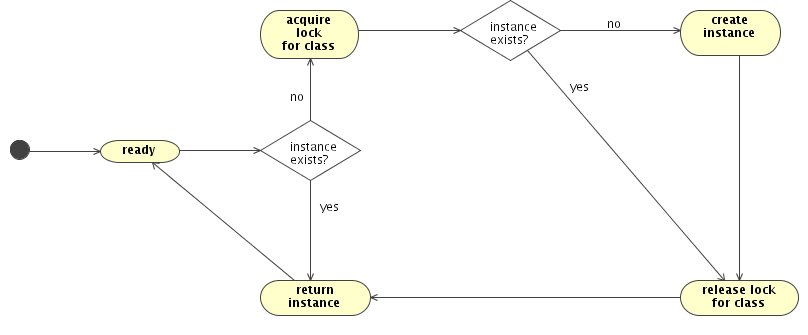 acquire
lock
for class
instance
exists?
no
create
instance
yes
no
ready
instance
exists?
yes
return
instance
release lock
for class